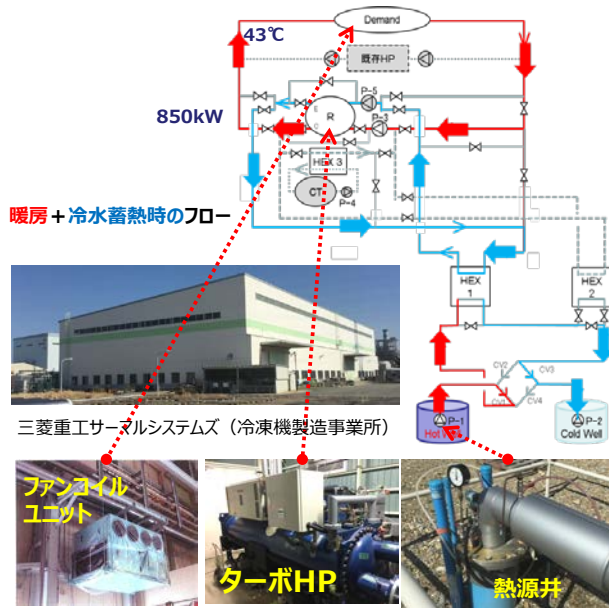 Demand
43℃
既存HP
P-5
850kW
E
R
P-3
C
HEX 3
CT
P-4
暖房＋冷水蓄熱時のフロー
HEX
1
HEX
2
CV2
CV3
CV1
CV4
P-1
Hot Well
P-2
Cold Well
三菱重工サーマルシステムズ（冷凍機製造事業所）
ファンコイル
ユニット
ターボHP
熱源井